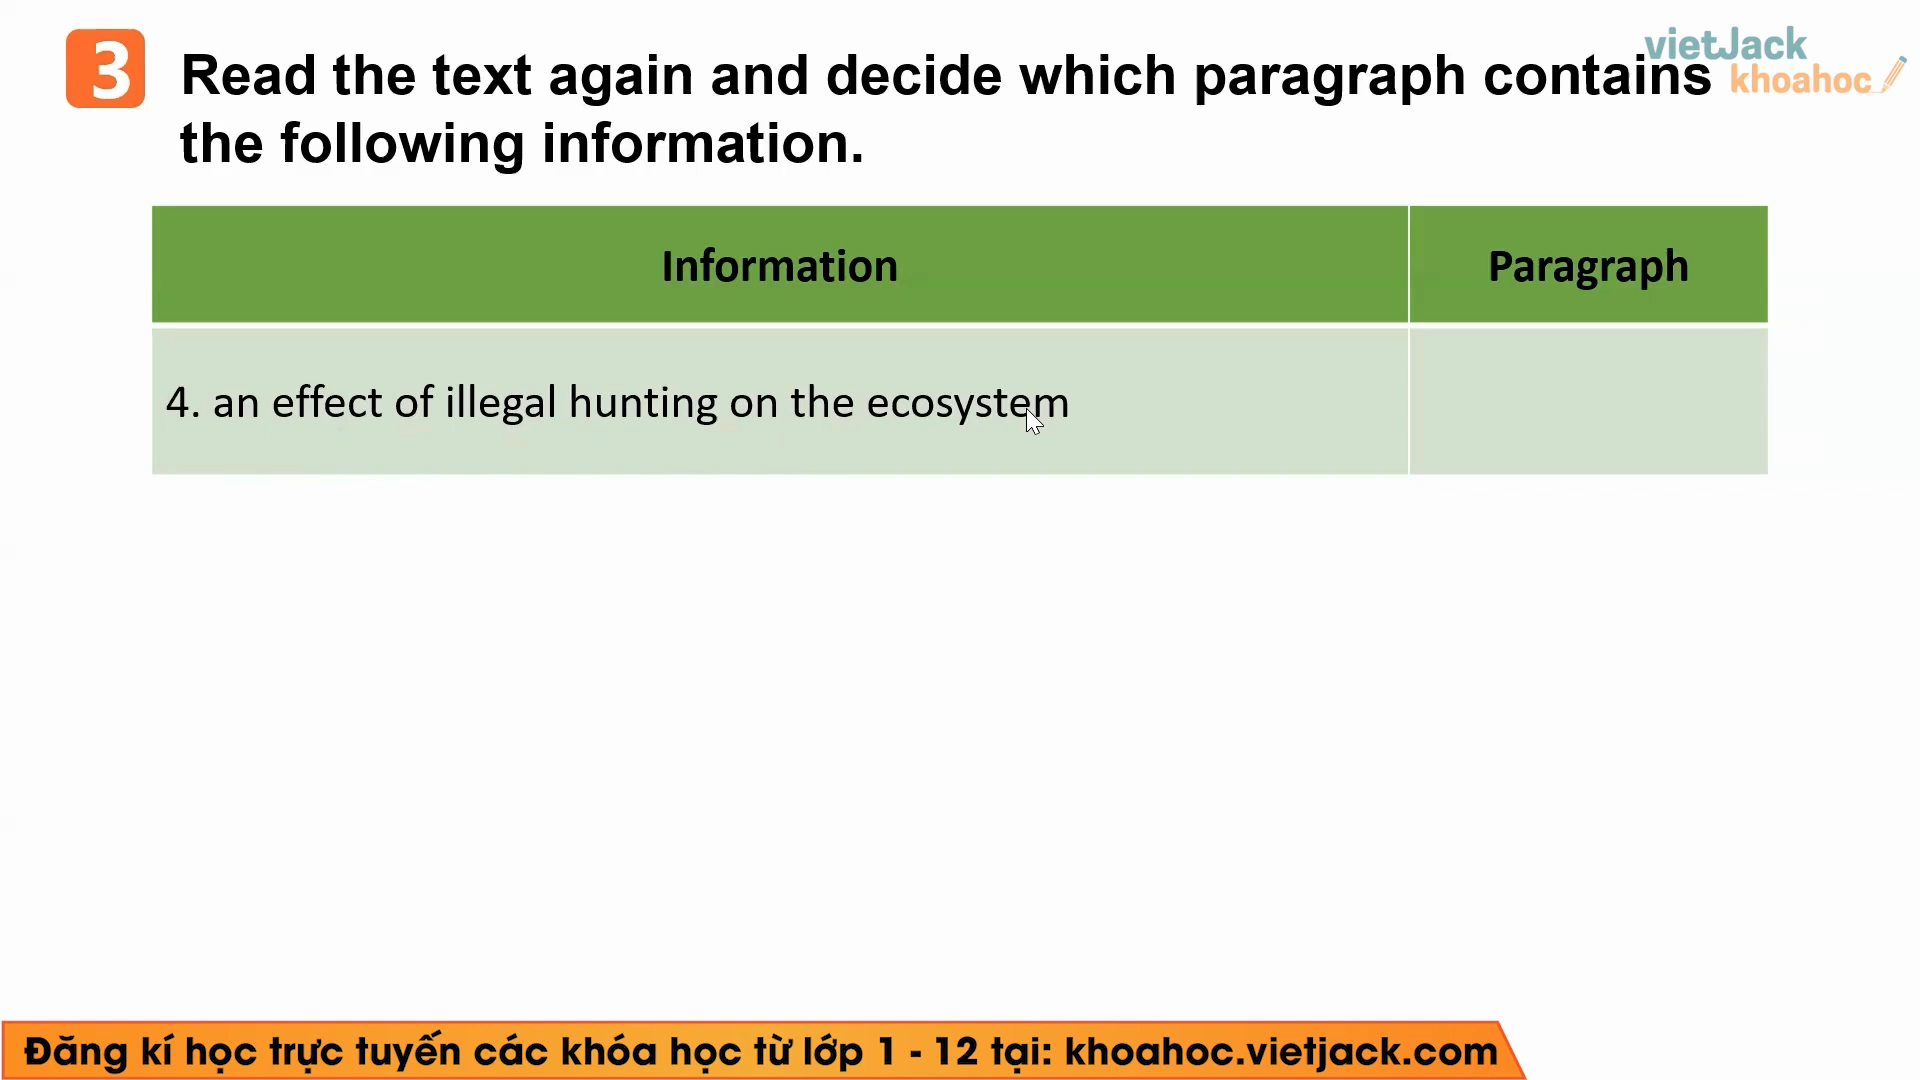 3
Read the text again and decide which paragraph contains
the following information.
vietJack
khoahoc
Information
Paragraph
4. an effect of illegal hunting on the ecosystem
Đăng kí học trực tuyến các khóa học từ lớp 1 - 12 tại: khoahoc.vietjack.com